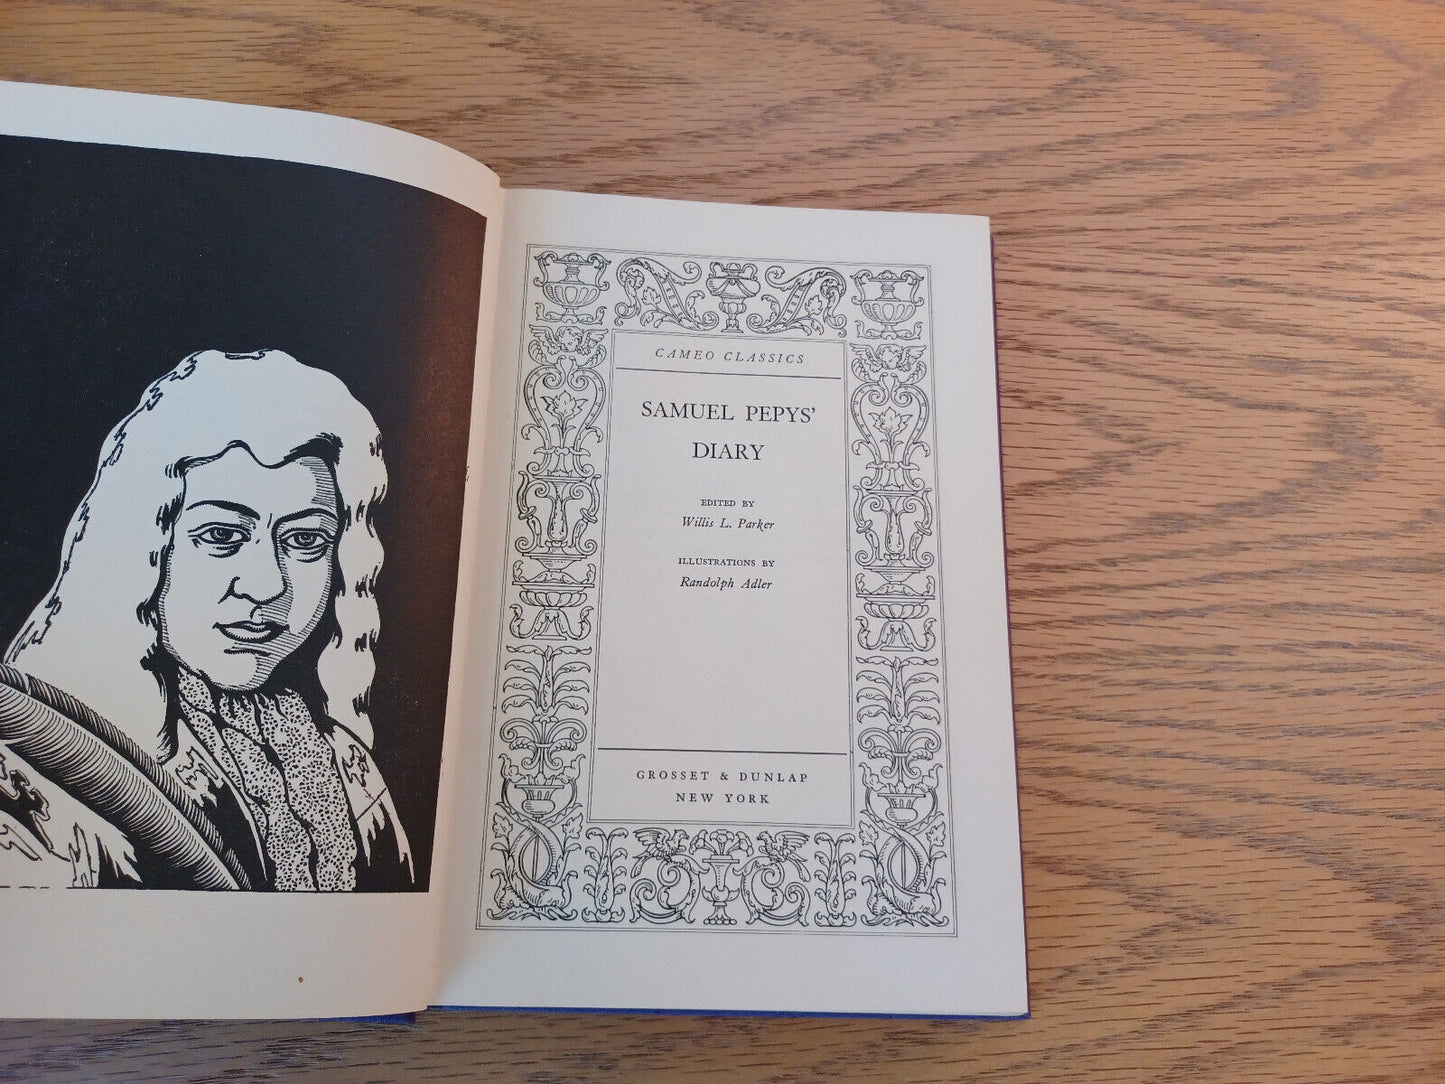 CAMEO CLASSICS
SAMUEL PEPYS'
DIARY
EDITED BY
Willis L. Parker
ILLUSTRATIONS BY
Randolph Adler
GROSSET & DUNLAP
NEW YORK